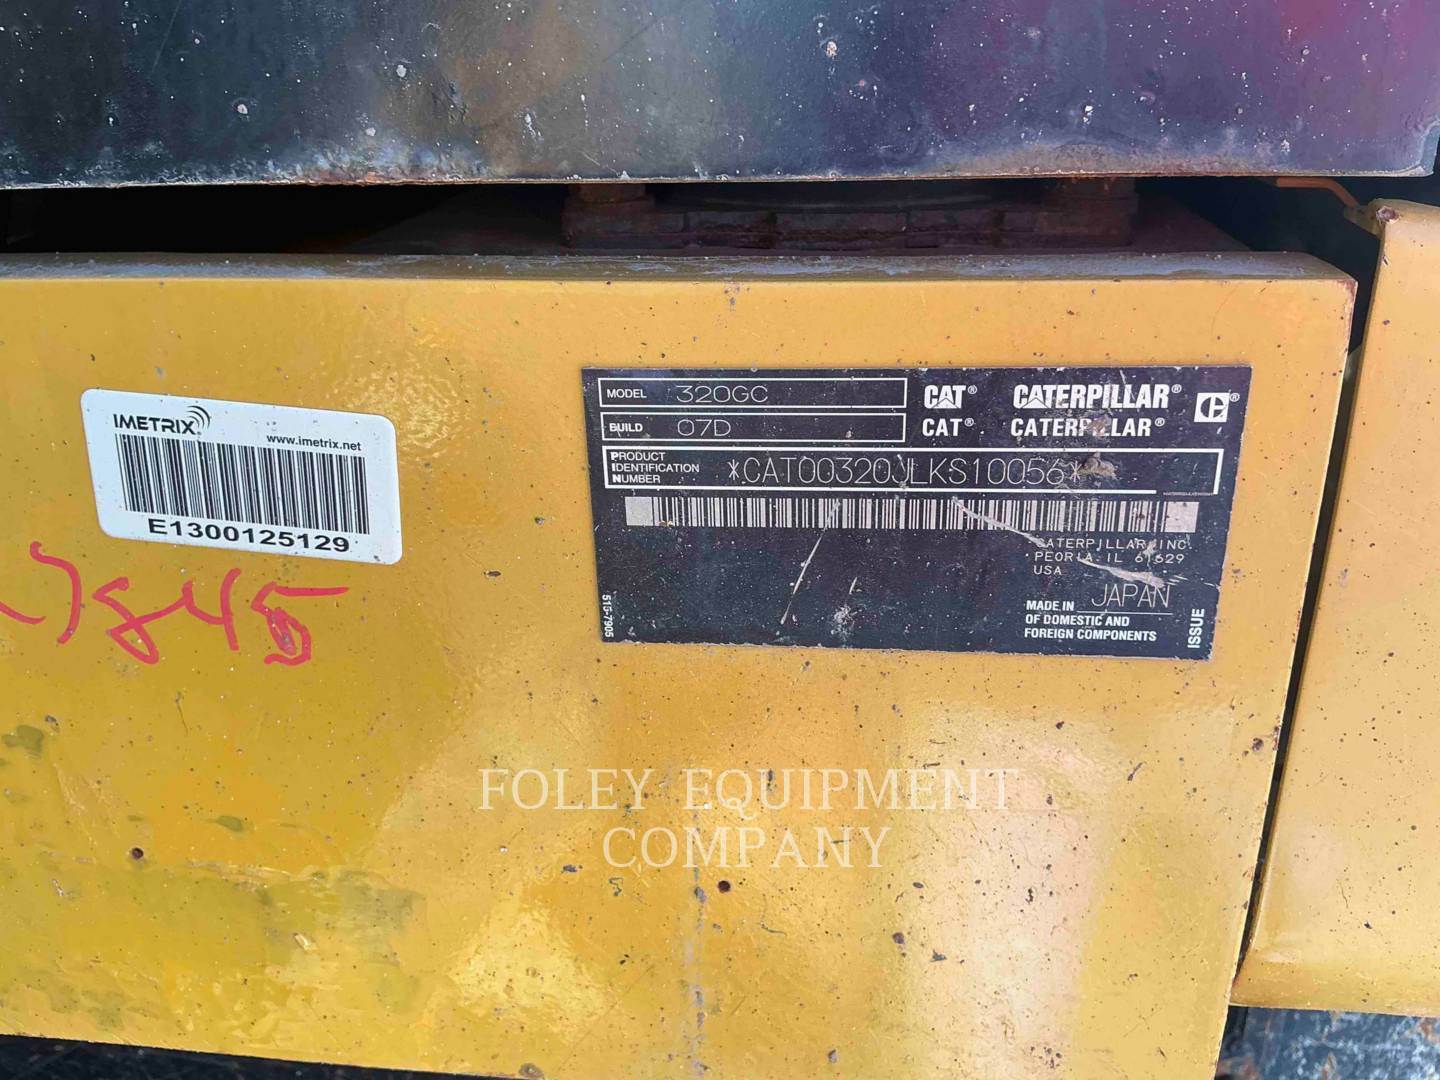 IMETRIX
www.imetrix.net
E1300125129
845
MODEL 320GC
BUILD 07D
PRODUCT IDENTIFICATION NUMBER *CAT00320JLKS10056*
CAT® CATERPILLAR® C®
CAT® CATERPILLAR®
CATERPILLAR INC.
PEORIA, IL 61629
USA
MADE IN JAPAN
OF DOMESTIC AND
FOREIGN COMPONENTS
515-7905
ISSUE
FOLEY EQUIPMENT
COMPANY